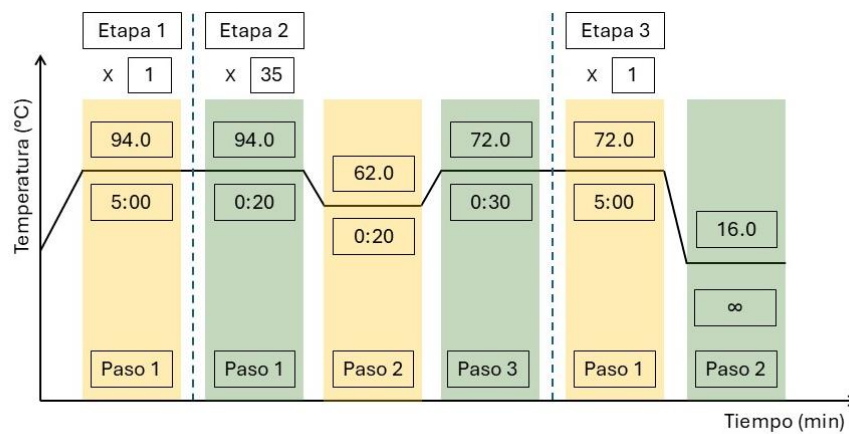 Etapa 1
Etapa 2
Etapa 3
X 1
X 35
X 1
Temperatura (°C)
94.0
94.0
62.0
72.0
72.0
16.0
5:00
0:20
0:20
0:30
5:00
∞
Paso 1
Paso 1
Paso 2
Paso 3
Paso 1
Paso 2
Tiempo (min)